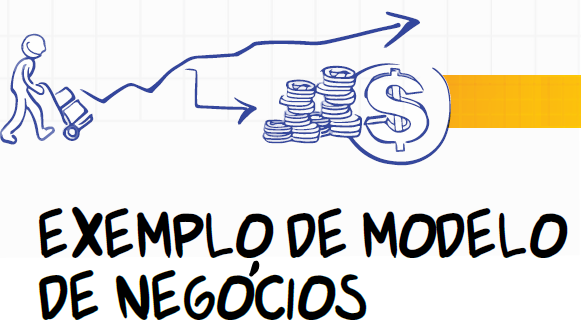 $
EXEMPLO DE MODELO
DE NEGÓCIOS